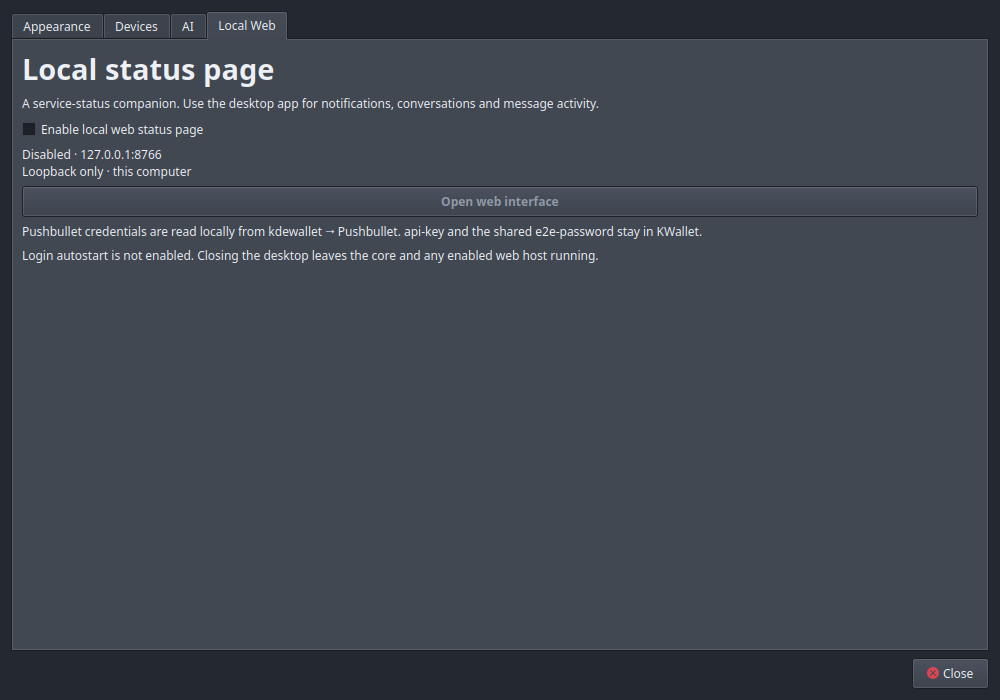 Appearance Devices AI Local Web
Local status page
A service-status companion. Use the desktop app for notifications, conversations and message activity.
Enable local web status page
Disabled · 127.0.0.1:8766
Loopback only · this computer
Open web interface
Pushbullet credentials are read locally from kdewallet → Pushbullet. api-key and the shared e2e-password stay in KWallet.
Login autostart is not enabled. Closing the desktop leaves the core and any enabled web host running.
Close